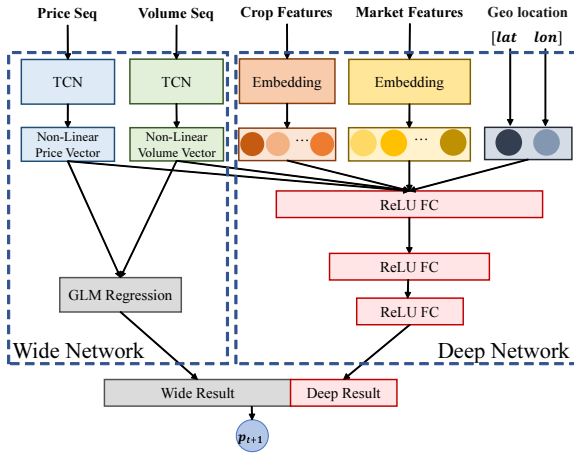 Price Seq
Volume Seq
Crop Features
Market Features
Geo location
[lat lon]
TCN
TCN
Embedding
Embedding
Non-Linear
Price Vector
Non-Linear
Volume Vector
...
...
ReLU FC
ReLU FC
GLM Regression
ReLU FC
Wide Network
Deep Network
Wide Result
Deep Result
p_{t+1}